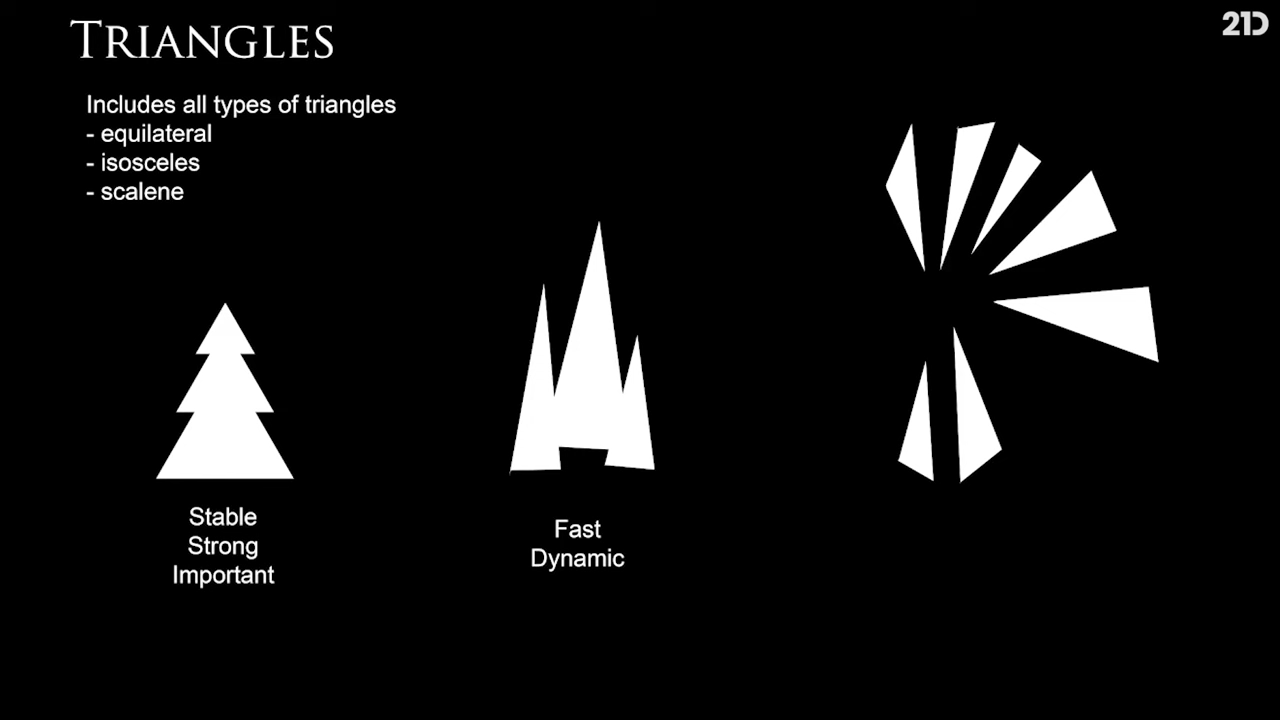 TRIANGLES
21D
Includes all types of triangles
- equilateral
- isosceles
- scalene
Stable
Strong
Important
Fast
Dynamic